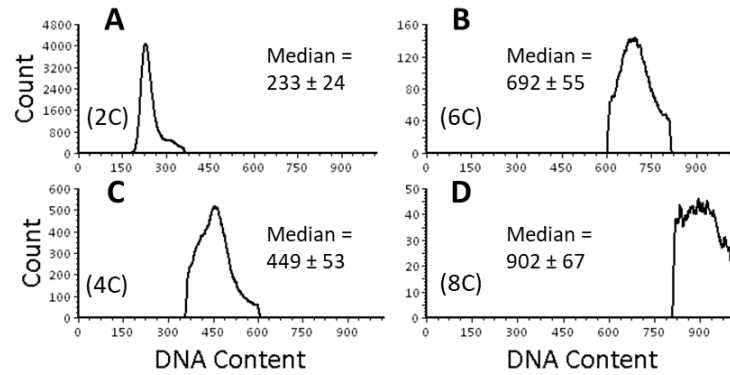 A
4800
4000
3200
2400
1600
800
0
Count
(2C)
Median =
233 ± 24
0 150 300 450 600 750 900
B
160
120
80
40
0
(6C)
Median =
692 ± 55
0 150 300 450 600 750 900
C
600
500
400
300
200
100
0
Count
(4C)
Median =
449 ± 53
0 150 300 450 600 750 900
DNA Content
D
50
40
30
20
10
0
(8C)
Median =
902 ± 67
0 150 300 450 600 750 900
DNA Content